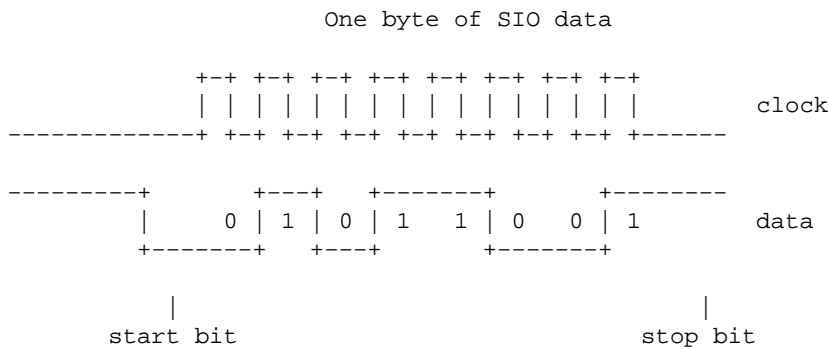 One byte of SIO data
clock
0 1 0 1 1 0 0 1 data
start bit stop bit